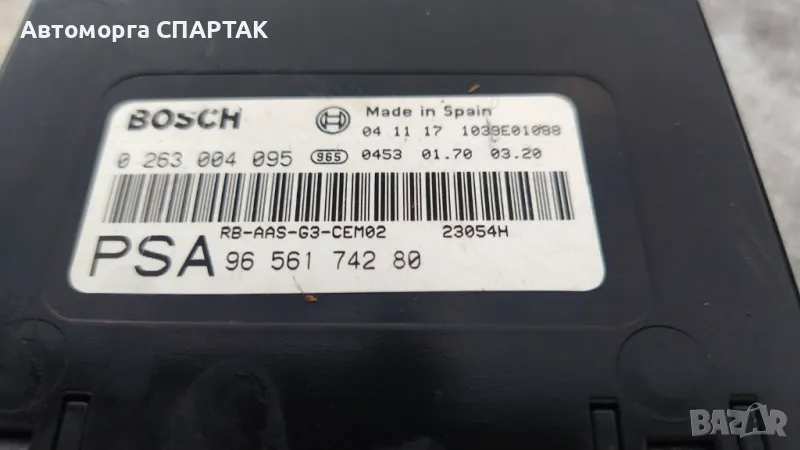 Автоморга СПАРТАК
BOSCH Made in Spain
04 11 17 1039E01098
0 263 004 095 965 0453 01.70 03.20
RB-AAS-G3-CEM02 23054H
PSA 96 561 742 80
BAZAR